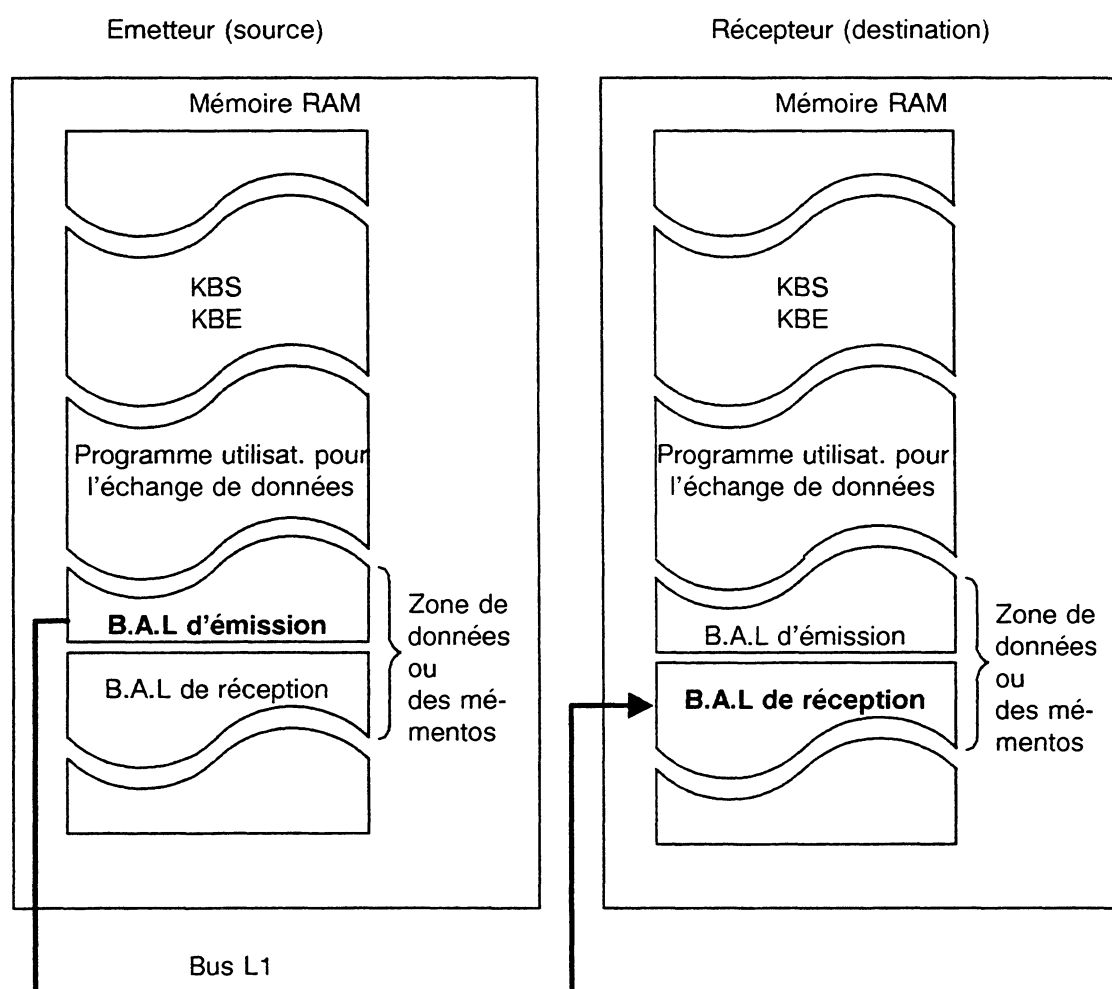 Emetteur (source)
Récepteur (destination)
Mémoire RAM
KBS
KBE
Programme utilisat. pour
l'échange de données
B.A.L d'émission
B.A.L de réception
Zone de
données
ou
des mé-
mentos
Mémoire RAM
KBS
KBE
Programme utilisat. pour
l'échange de données
B.A.L d'émission
B.A.L de réception
Zone de
données
ou
des mé-
mentos
Bus L1